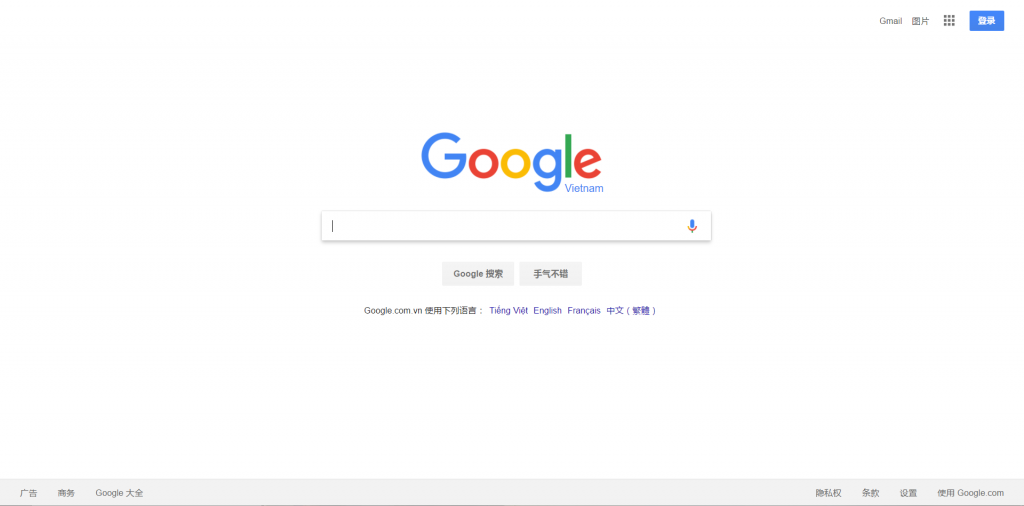 Gmail 图片 登录
Google
Vietnam
Google 搜索 手气不错
Google.com.vn 使用下列语言： Tiếng Việt English Français 中文（繁體）
广告 商务 Google 大全 隐私权 条款 设置 使用 Google.com